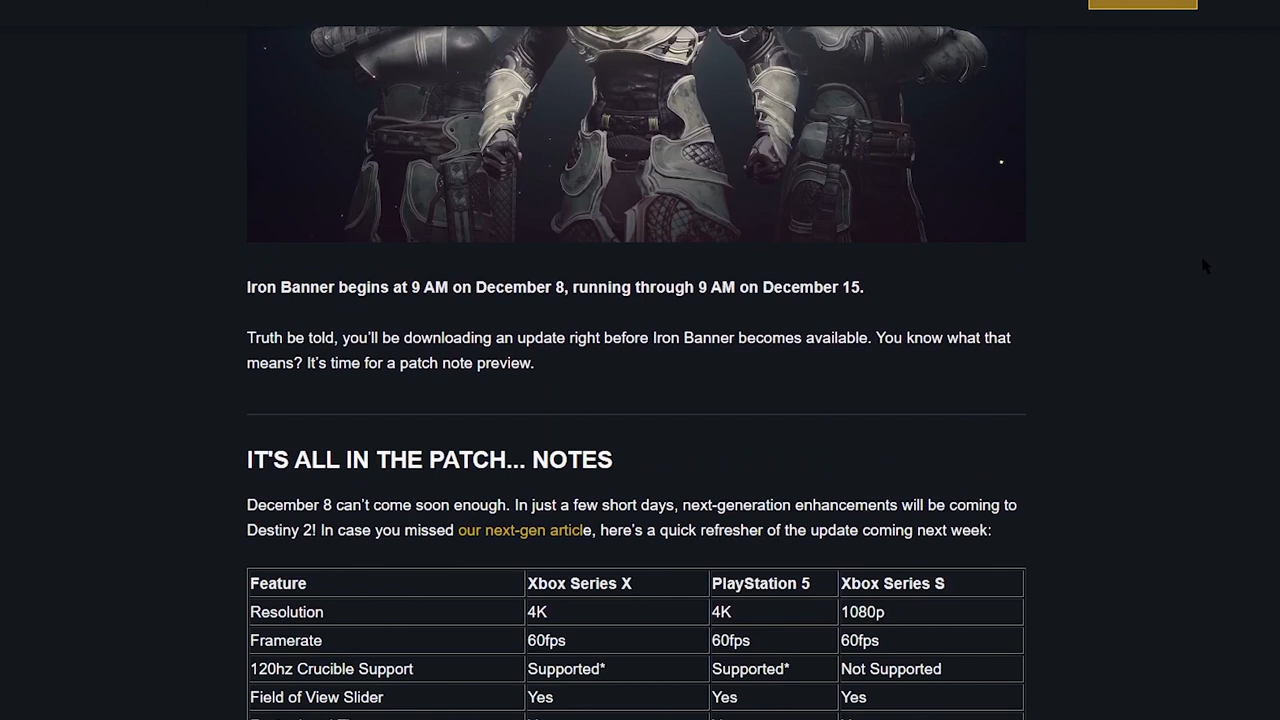 Iron Banner begins at 9 AM on December 8, running through 9 AM on December 15.
Truth be told, you’ll be downloading an update right before Iron Banner becomes available. You know what that
means? It’s time for a patch note preview.
IT'S ALL IN THE PATCH... NOTES
December 8 can’t come soon enough. In just a few short days, next-generation enhancements will be coming to
Destiny 2! In case you missed our next-gen article, here’s a quick refresher of the update coming next week:
Feature Xbox Series X PlayStation 5 Xbox Series S
Resolution 4K 4K 1080p
Framerate 60fps 60fps 60fps
120hz Crucible Support Supported* Supported* Not Supported
Field of View Slider Yes Yes Yes